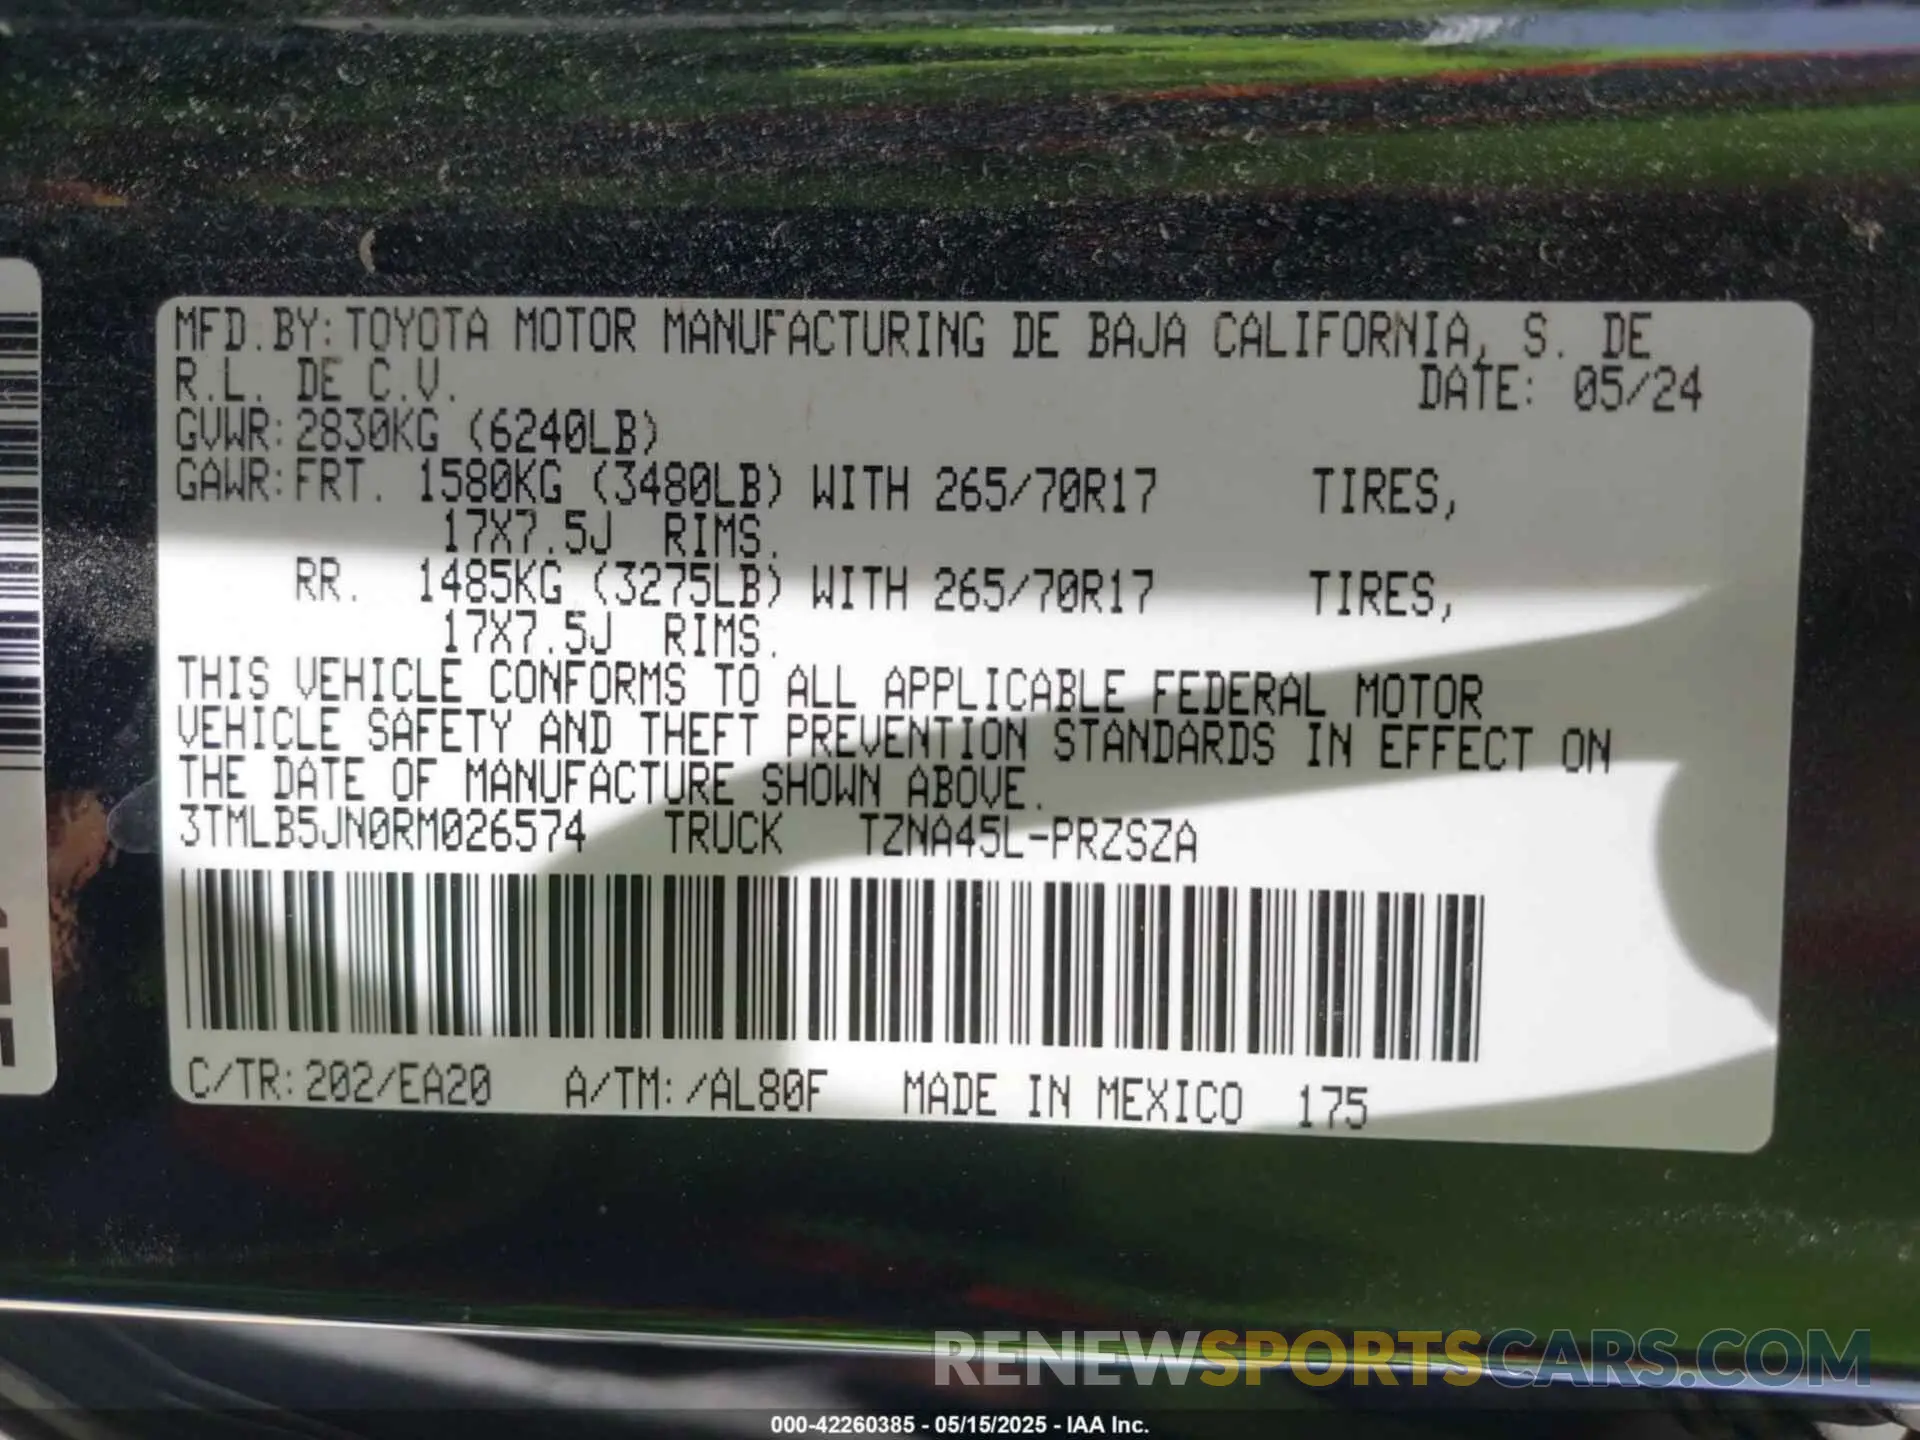 MFD.BY:TOYOTA MOTOR MANUFACTURING DE BAJA CALIFORNIA, S. DE
R.L. DE C.V. DATE: 05/24
GVWR:2830KG (6240LB)
GAWR:FRT. 1580KG (3480LB) WITH 265/70R17 TIRES,
17X7.5J RIMS.
RR. 1485KG (3275LB) WITH 265/70R17 TIRES,
17X7.5J RIMS.
THIS VEHICLE CONFORMS TO ALL APPLICABLE FEDERAL MOTOR
VEHICLE SAFETY AND THEFT PREVENTION STANDARDS IN EFFECT ON
THE DATE OF MANUFACTURE SHOWN ABOVE.
3TMLB5JN0RM026574 TRUCK TZNA45L-PRZSZA
C/TR:202/EA20 A/TM:/AL80F MADE IN MEXICO 175
RENEWSPORTSCARS.COM
000-42260385 - 05/15/2025 - IAA Inc.